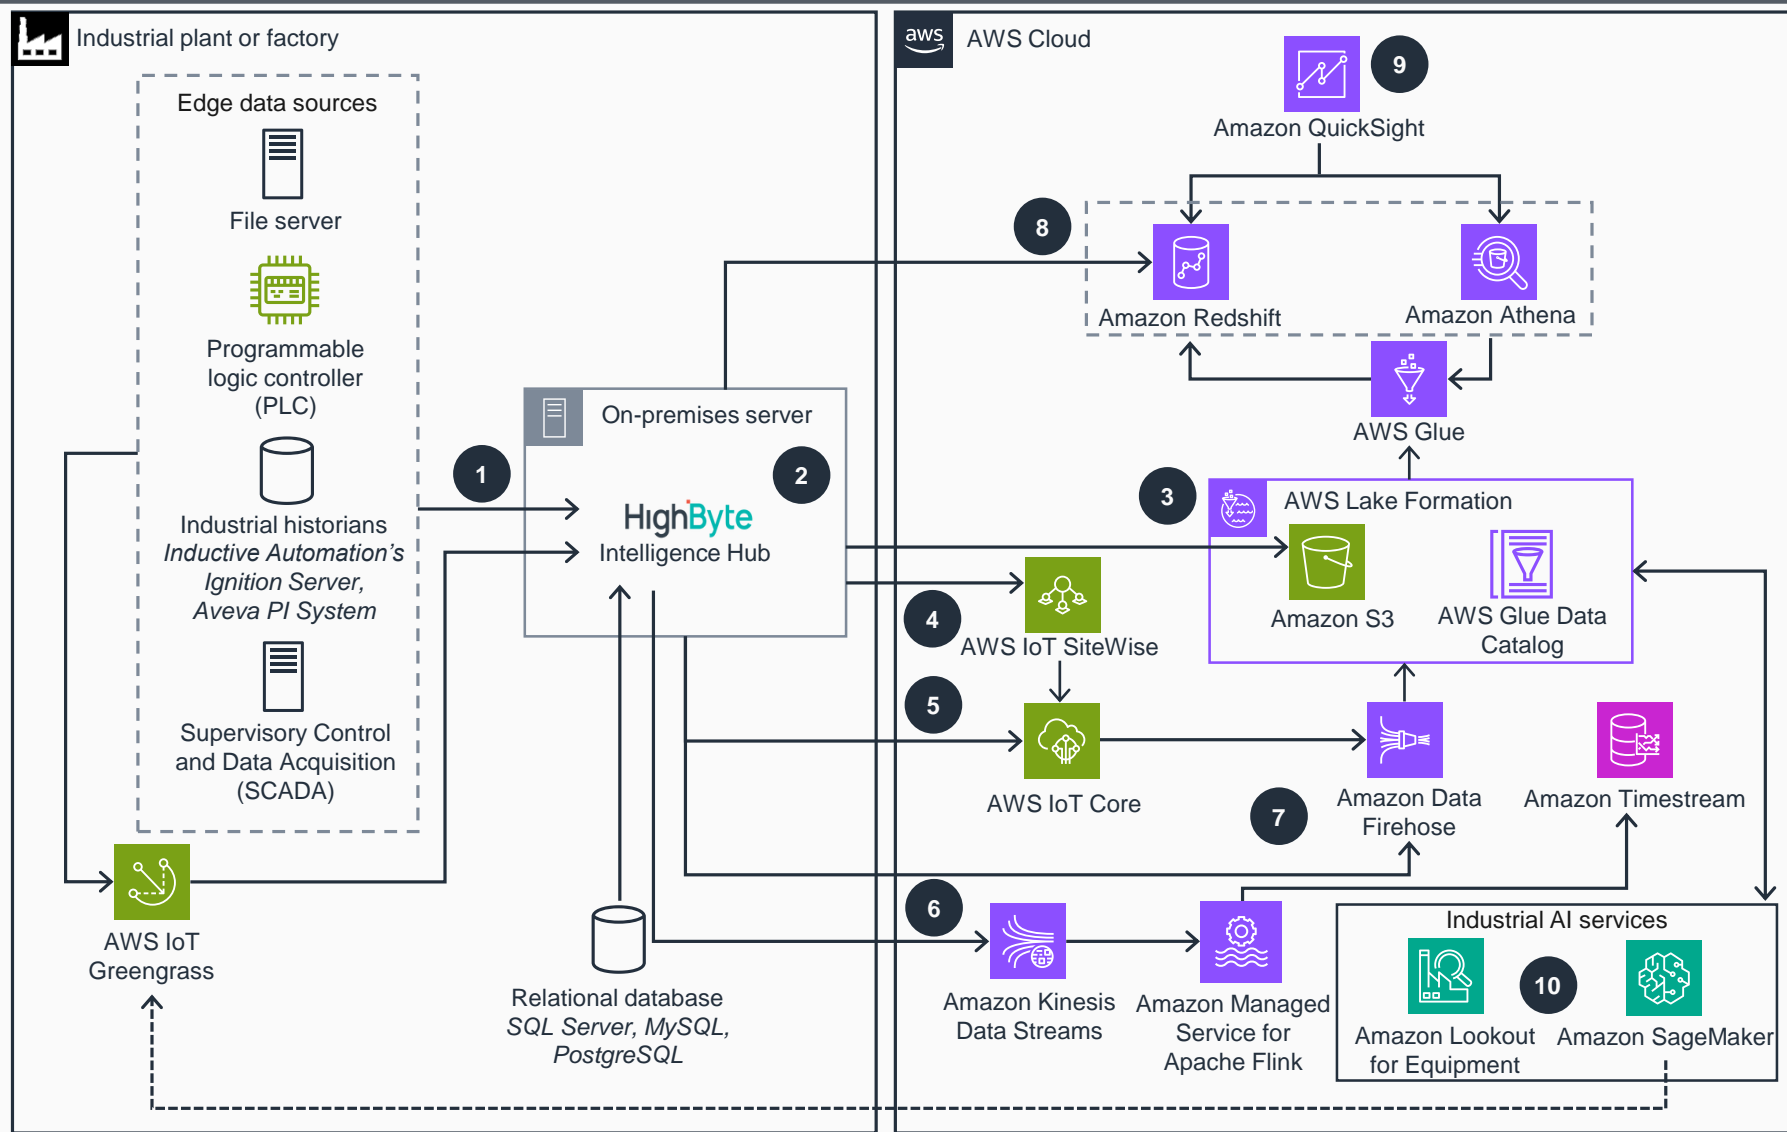 Industrial plant or factory
Edge data sources
File server
Programmable
logic controller
(PLC)
Industrial historians
Inductive Automation's
Ignition Server,
Aveva PI System
Supervisory Control
and Data Acquisition
(SCADA)
AWS IoT
Greengrass
1
On-premises server
2
HighByte
Intelligence Hub
Relational database
SQL Server, MySQL,
PostgreSQL
aws
AWS Cloud
9
Amazon QuickSight
8
Amazon Redshift
Amazon Athena
AWS Glue
3
AWS Lake Formation
Amazon S3
AWS Glue Data
Catalog
4
AWS IoT SiteWise
5
AWS IoT Core
7
Amazon Data
Firehose
Amazon Timestream
6
Amazon Kinesis
Data Streams
Amazon Managed
Service for
Apache Flink
Industrial AI services
10
Amazon Lookout
for Equipment
Amazon SageMaker